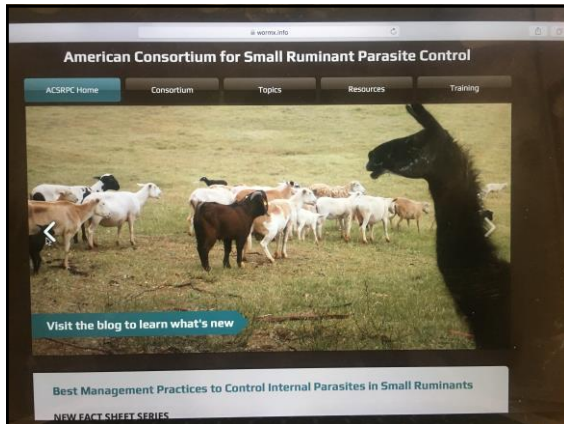 wormx.info
American Consortium for Small Ruminant Parasite Control
ACSRPC Home
Consortium
Topics
Resources
Training
Visit the blog to learn what's new
Best Management Practices to Control Internal Parasites in Small Ruminants
NEW FACT SHEET SERIES